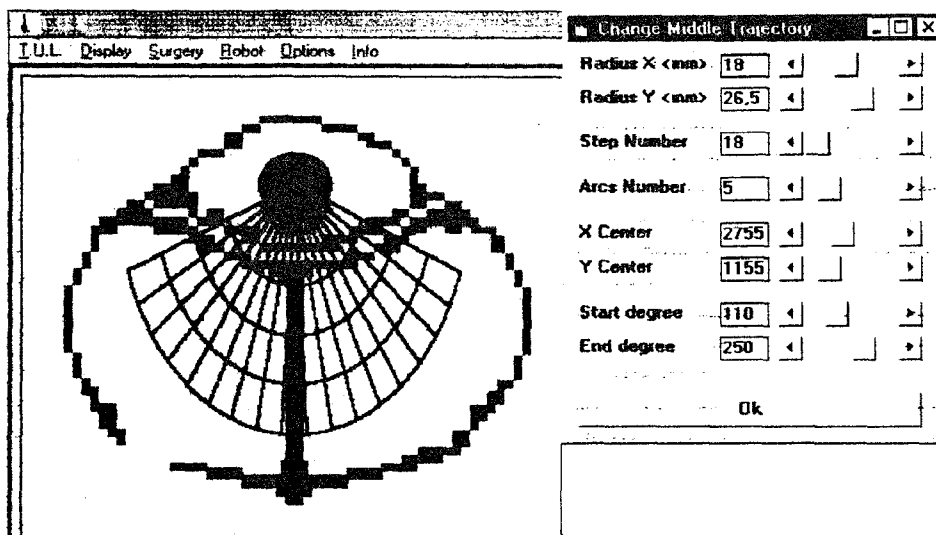 T.U.L. Display Surgery Robot Options Info
Change Middle Trajectory
Radius X <mm> 18
Radius Y <mm> 26,5
Step Number 18
Arcs Number 5
X Center 2755
Y Center 1155
Start degree 110
End degree 250
Ok